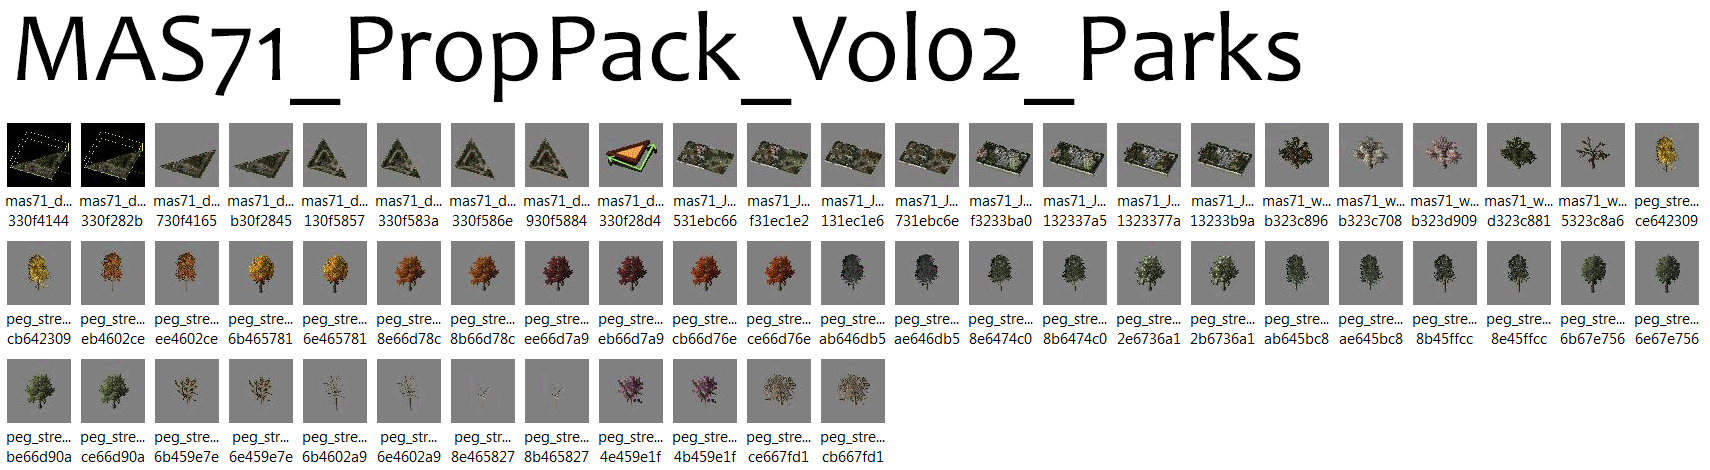 MAS71_PropPack_Vol02_Parks
mas71_d... mas71_d... mas71_d... mas71_d... mas71_d... mas71_d... mas71_d... mas71_d... mas71_d... mas71_J... mas71_J... mas71_J... mas71_J... mas71_J... mas71_J... mas71_J... mas71_J... mas71_w... mas71_w... mas71_w... mas71_w... mas71_w... peg_stre...
330f4144 330f282b 730f4165 b30f2845 130f5857 330f583a 330f586e 930f5884 330f28d4 531ebc66 f31ec1e2 131ec1e6 731ebc6e f3233ba0 132337a5 1323377a 13233b9a b323c896 b323c708 b323d909 d323c881 5323c8a6 ce642309
peg_stre... peg_stre... peg_stre... peg_stre... peg_stre... peg_stre... peg_stre... peg_stre... peg_stre... peg_stre... peg_stre... peg_stre... peg_stre... peg_stre... peg_stre... peg_stre... peg_stre... peg_stre... peg_stre... peg_stre... peg_stre... peg_stre... peg_stre...
cb642309 eb4602ce ee4602ce 6b465781 6e465781 8e66d78c 8b66d78c ee66d7a9 eb66d7a9 cb66d76e ce66d76e ab646db5 ae646db5 8e6474c0 8b6474c0 2e6736a1 2b6736a1 ab645bc8 ae645bc8 8b45ffcc 8e45ffcc 6b67e756 6e67e756
peg_stre... peg_stre... peg_stre... peg_str... peg_stre... peg_str... peg_str... peg_stre... peg_stre... peg_stre... peg_stre... peg_stre...
be66d90a ce66d90a 6b459e7e 6e459e7e 6b4602a9 6e4602a9 8e465827 8b465827 4e459e1f 4b459e1f ce667fd1 cb667fd1